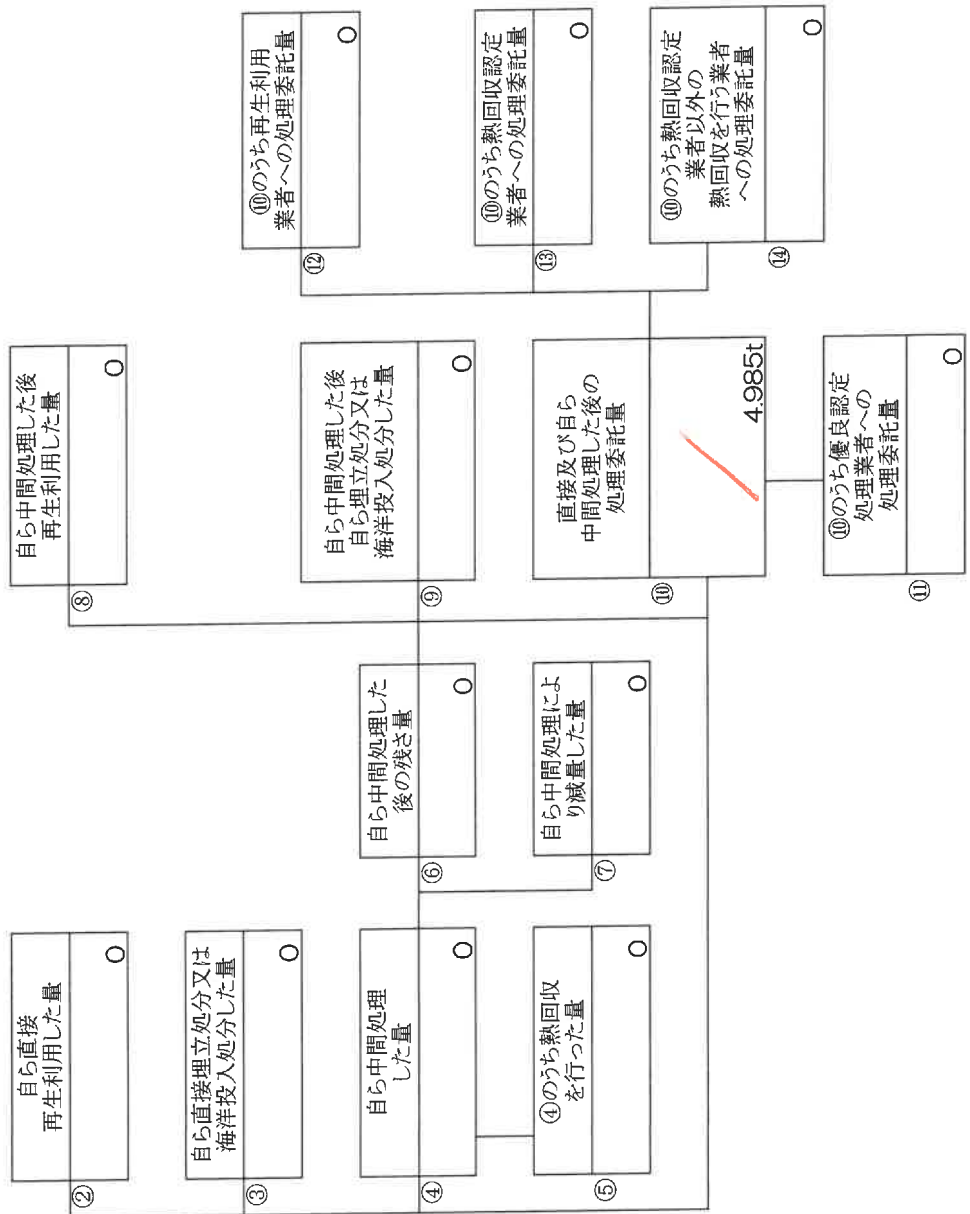 ②
自ら直接
再生利用した量
0
③
自ら直接埋立処分又は
海洋投入処分した量
0
④
自ら中間処理
した量
0
⑤
④のうち熱回収
を行った量
0
⑥
自ら中間処理した
後の残さ量
0
⑦
自ら中間処理によ
り減量した量
0
⑧
自ら中間処理した後
再生利用した量
0
⑨
自ら中間処理した後
自ら埋立処分又は
海洋投入処分した量
0
⑩
直接及び自ら
中間処理した後の
処理委託量
4.985t
⑪
⑩のうち優良認定
処理業者への
処理委託量
0
⑫
⑩のうち再生利用
業者への処理委託量
0
⑬
⑩のうち熱回収認定
業者への処理委託量
0
⑭
⑩のうち熱回収認定
業者以外の
熱回収を行う業者
への処理委託量
0